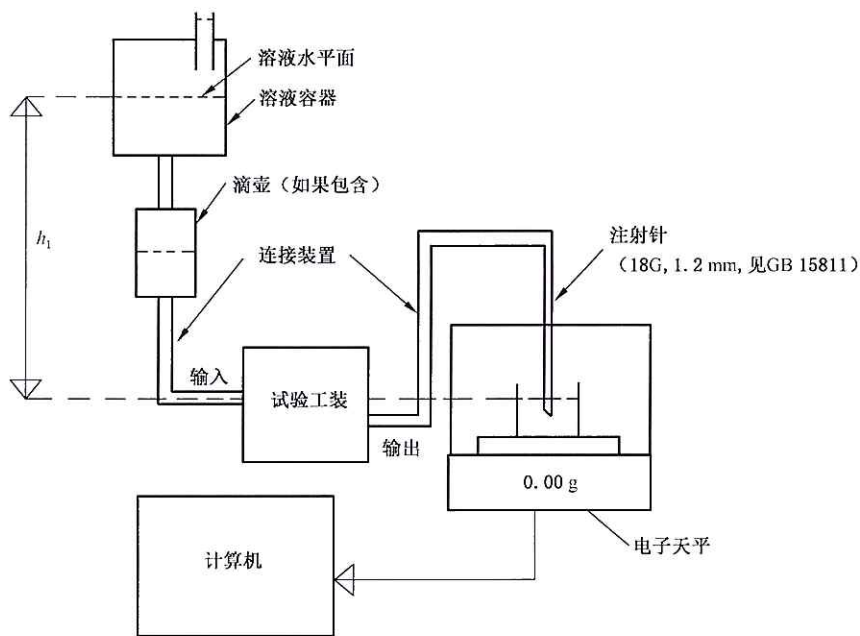 溶液水平面
溶液容器
滴壶（如果包含）
h₁
连接装置
注射针
（18G, 1.2 mm, 见GB 15811）
输入
试验工装
输出
0.00 g
电子天平
计算机